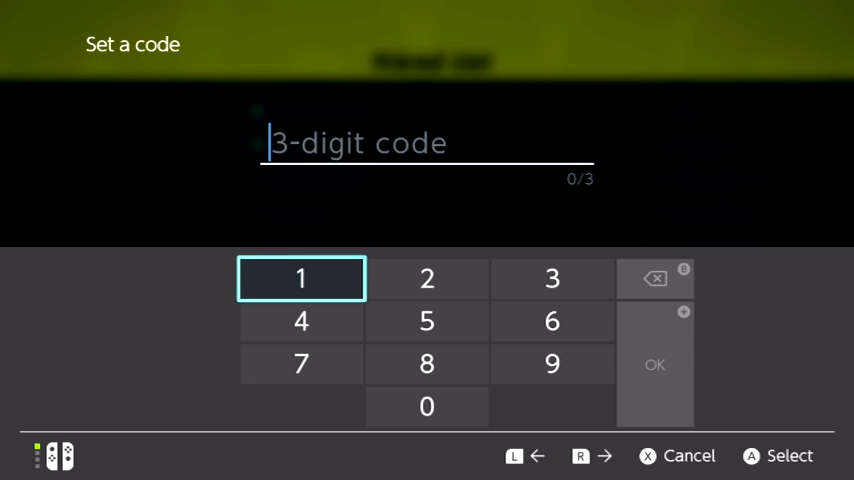 Set a code
3-digit code
0/3
1 2 3
B
4 5 6
+
7 8 9
OK
0
L ← R → X Cancel A Select